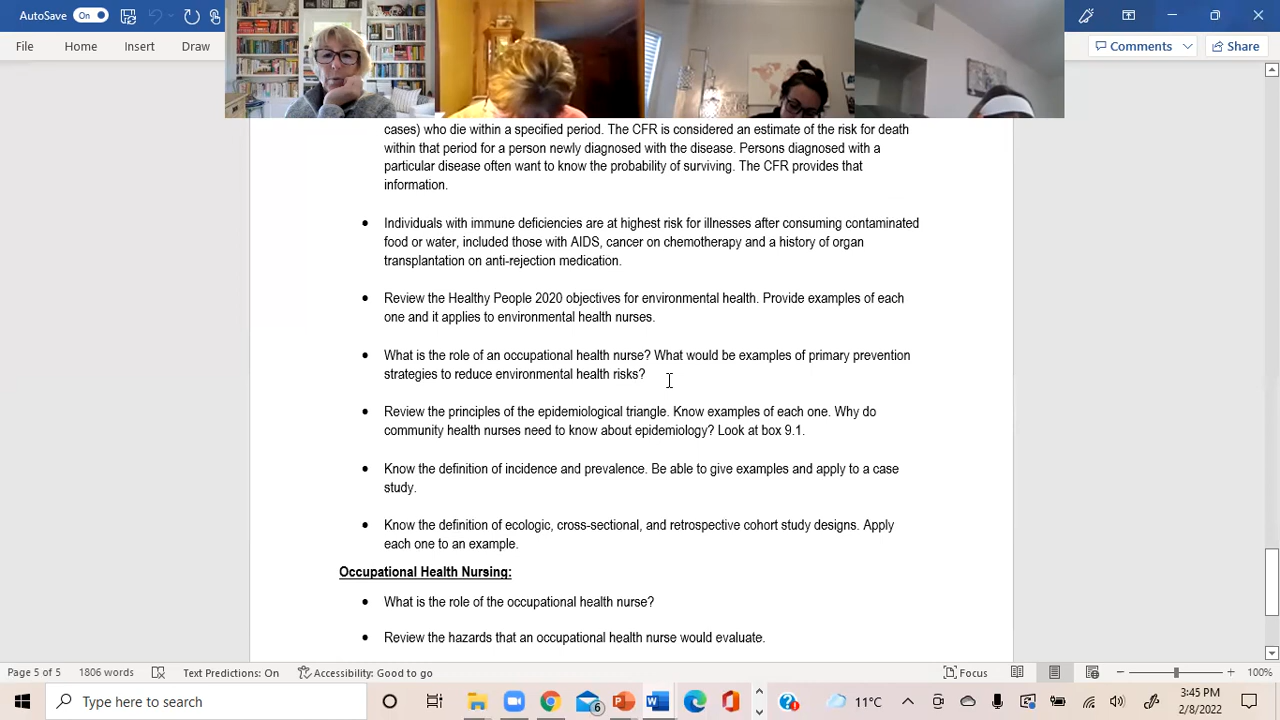 AutoSave On
File Home Insert Draw
Comments Share
cases) who die within a specified period. The CFR is considered an estimate of the risk for death
within that period for a person newly diagnosed with the disease. Persons diagnosed with a
particular disease often want to know the probability of surviving. The CFR provides that
information.
• Individuals with immune deficiencies are at highest risk for illnesses after consuming contaminated
food or water, included those with AIDS, cancer on chemotherapy and a history of organ
transplantation on anti-rejection medication.
• Review the Healthy People 2020 objectives for environmental health. Provide examples of each
one and it applies to environmental health nurses.
• What is the role of an occupational health nurse? What would be examples of primary prevention
strategies to reduce environmental health risks?
• Review the principles of the epidemiological triangle. Know examples of each one. Why do
community health nurses need to know about epidemiology? Look at box 9.1.
• Know the definition of incidence and prevalence. Be able to give examples and apply to a case
study.
• Know the definition of ecologic, cross-sectional, and retrospective cohort study designs. Apply
each one to an example.
Occupational Health Nursing:
• What is the role of the occupational health nurse?
• Review the hazards that an occupational health nurse would evaluate.
Page 5 of 5 1806 words Text Predictions: On Accessibility: Good to go Focus 100%
Type here to search 6 11°C 3:45 PM
2/8/2022